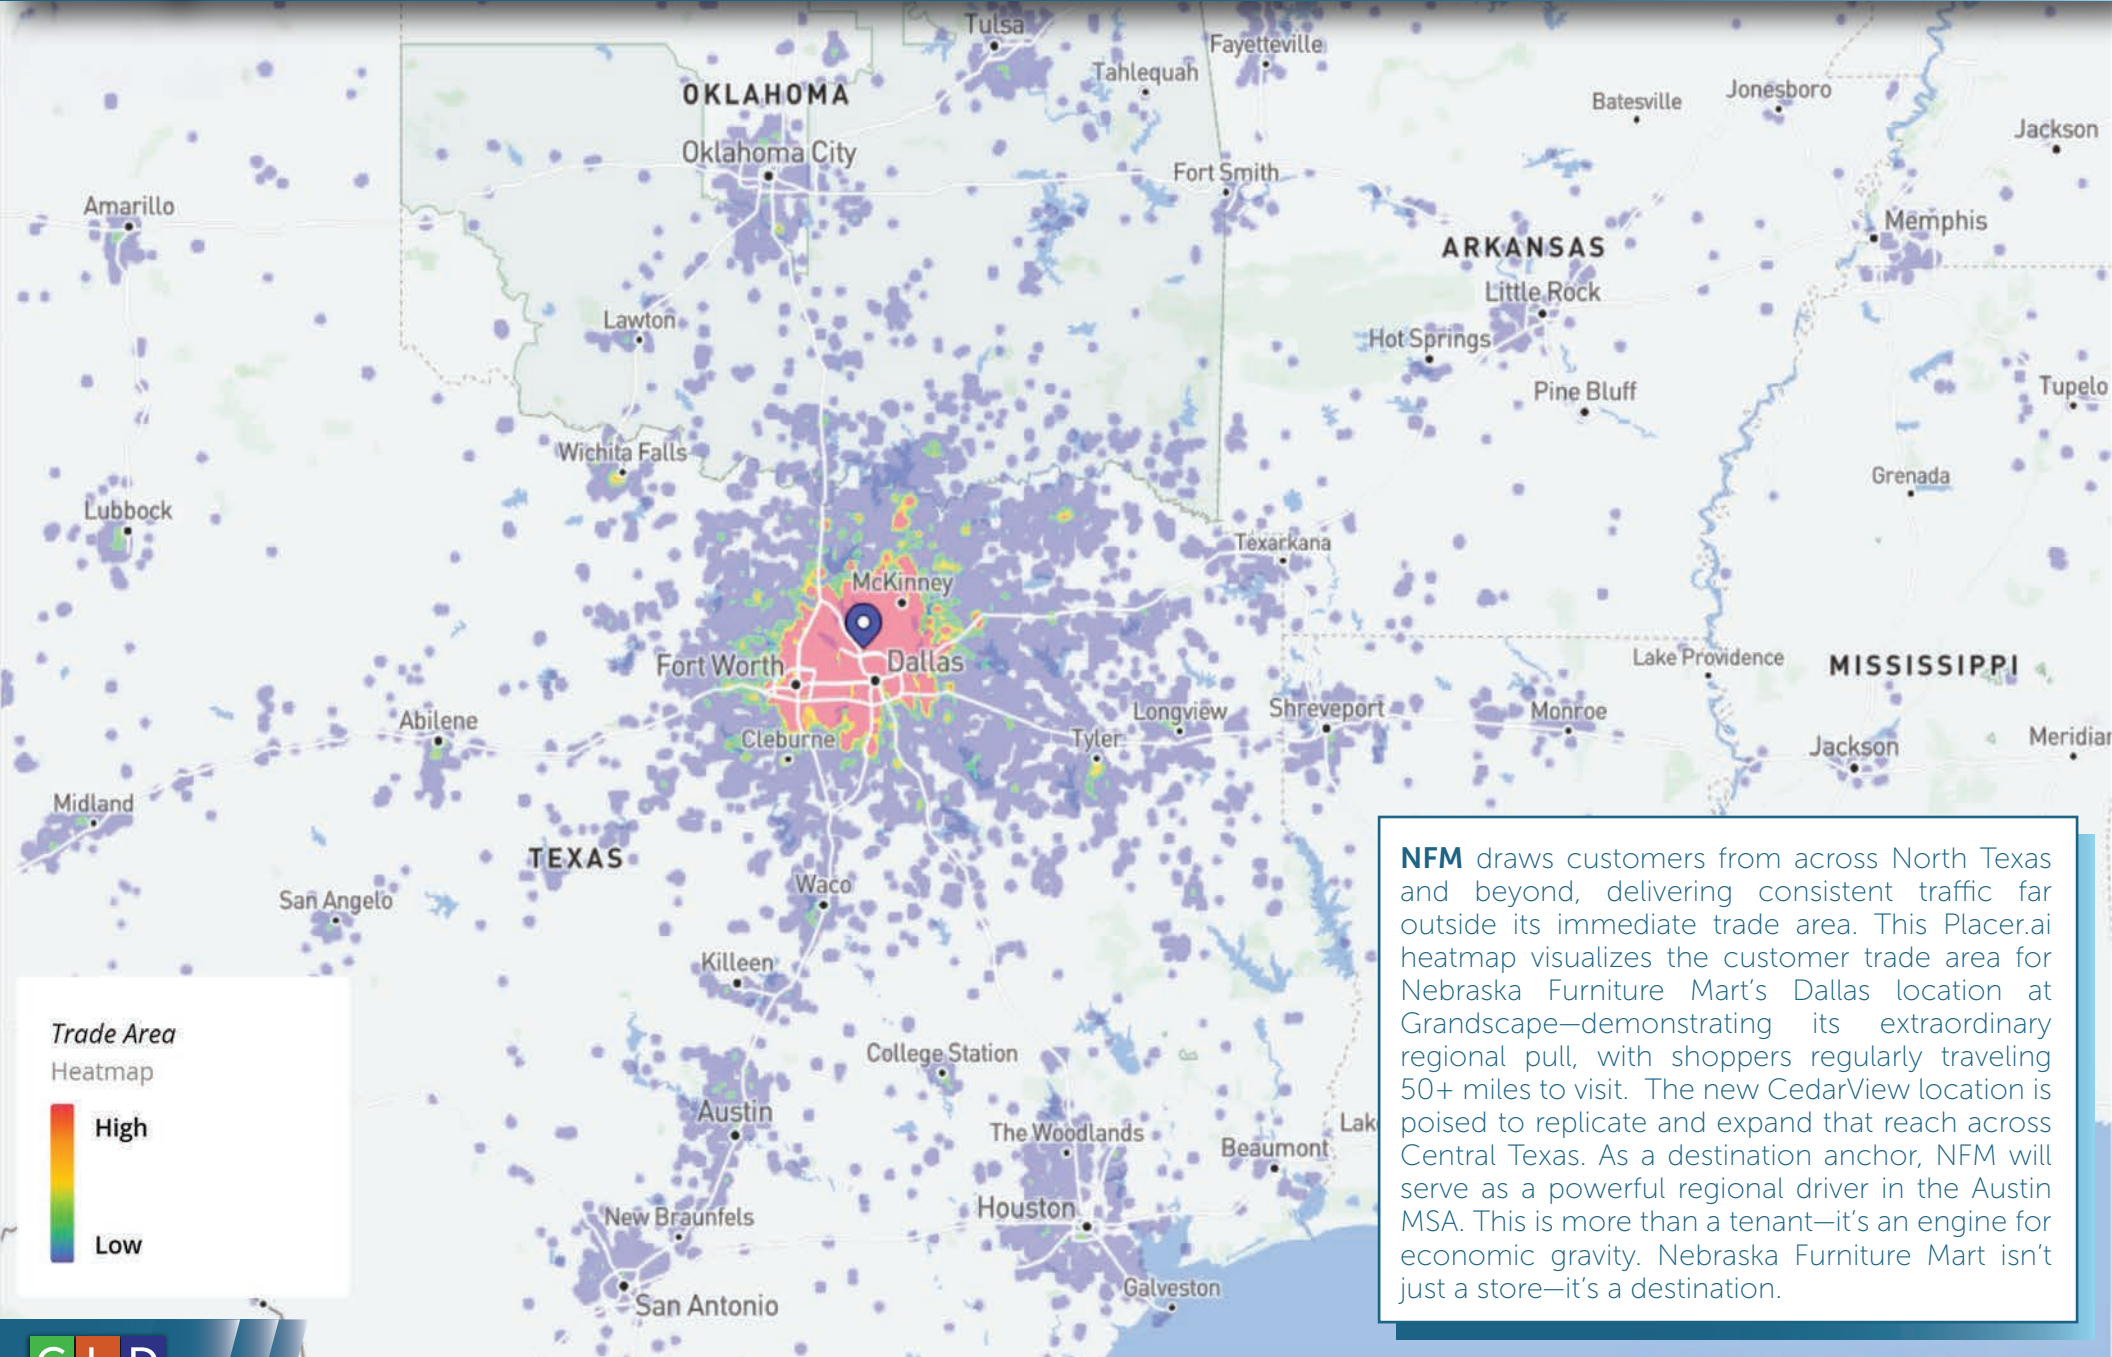 Tulsa
Fayetteville
Tahlequah
OKLAHOMA
Batesville
Jonesboro
Jackson
Oklahoma City
Fort Smith
Amarillo
Memphis
ARKANSAS
Little Rock
Lawton
Hot Springs
Pine Bluff
Tupelo
Wichita Falls
Grenada
Lubbock
Texarkana
McKinney
Fort Worth
Dallas
Lake Providence
MISSISSIPPI
Abilene
Longview
Shreveport
Monroe
Cleburne
Tyler
Jackson
Meridian
Midland
TEXAS
Waco
San Angelo
Killeen
College Station
Austin
The Woodlands
Beaumont
Lak
Houston
New Braunfels
Galveston
San Antonio
Trade Area
Heatmap
High
Low
NFM draws customers from across North Texas
and beyond, delivering consistent traffic far
outside its immediate trade area. This Placer.ai
heatmap visualizes the customer trade area for
Nebraska Furniture Mart's Dallas location at
Grandscape—demonstrating its extraordinary
regional pull, with shoppers regularly traveling
50+ miles to visit. The new CedarView location is
poised to replicate and expand that reach across
Central Texas. As a destination anchor, NFM will
serve as a powerful regional driver in the Austin
MSA. This is more than a tenant—it's an engine for
economic gravity. Nebraska Furniture Mart isn't
just a store—it's a destination.